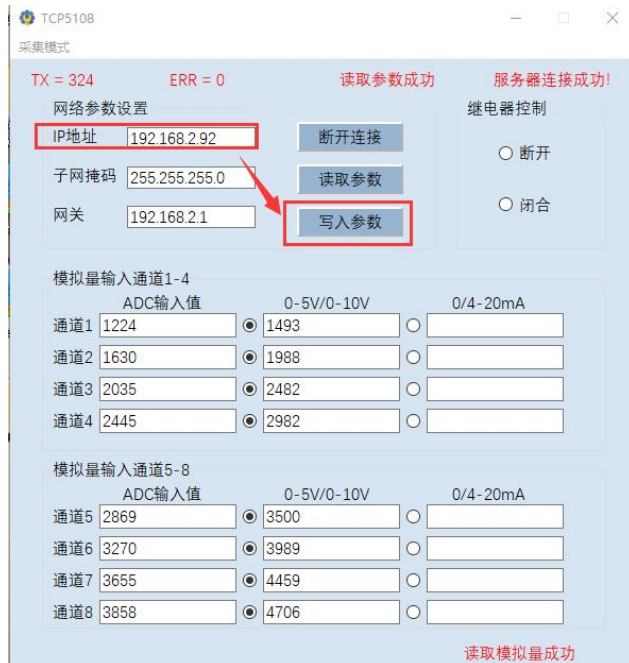 TCP5108
采集模式
TX = 324 ERR = 0 读取参数成功 服务器连接成功!
网络参数设置 继电器控制
IP地址 192.168.2.92 断开连接
断开
子网掩码 255.255.255.0 读取参数
网关 192.168.2.1 写入参数
闭合
模拟量输入通道1-4
ADC输入值 0-5V/0-10V 0/4-20mA
通道1 1224 1493
通道2 1630 1988
通道3 2035 2482
通道4 2445 2982
模拟量输入通道5-8
ADC输入值 0-5V/0-10V 0/4-20mA
通道5 2869 3500
通道6 3270 3989
通道7 3655 4459
通道8 3858 4706
读取模拟量成功